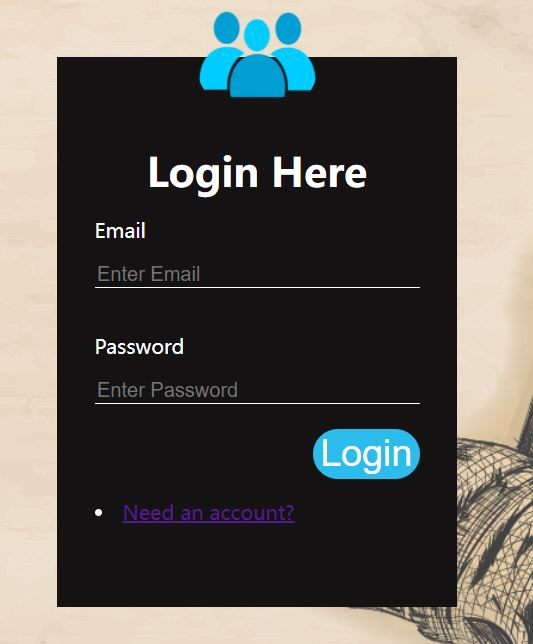 Login Here
Email
Enter Email
Password
Enter Password
Login
Need an account?